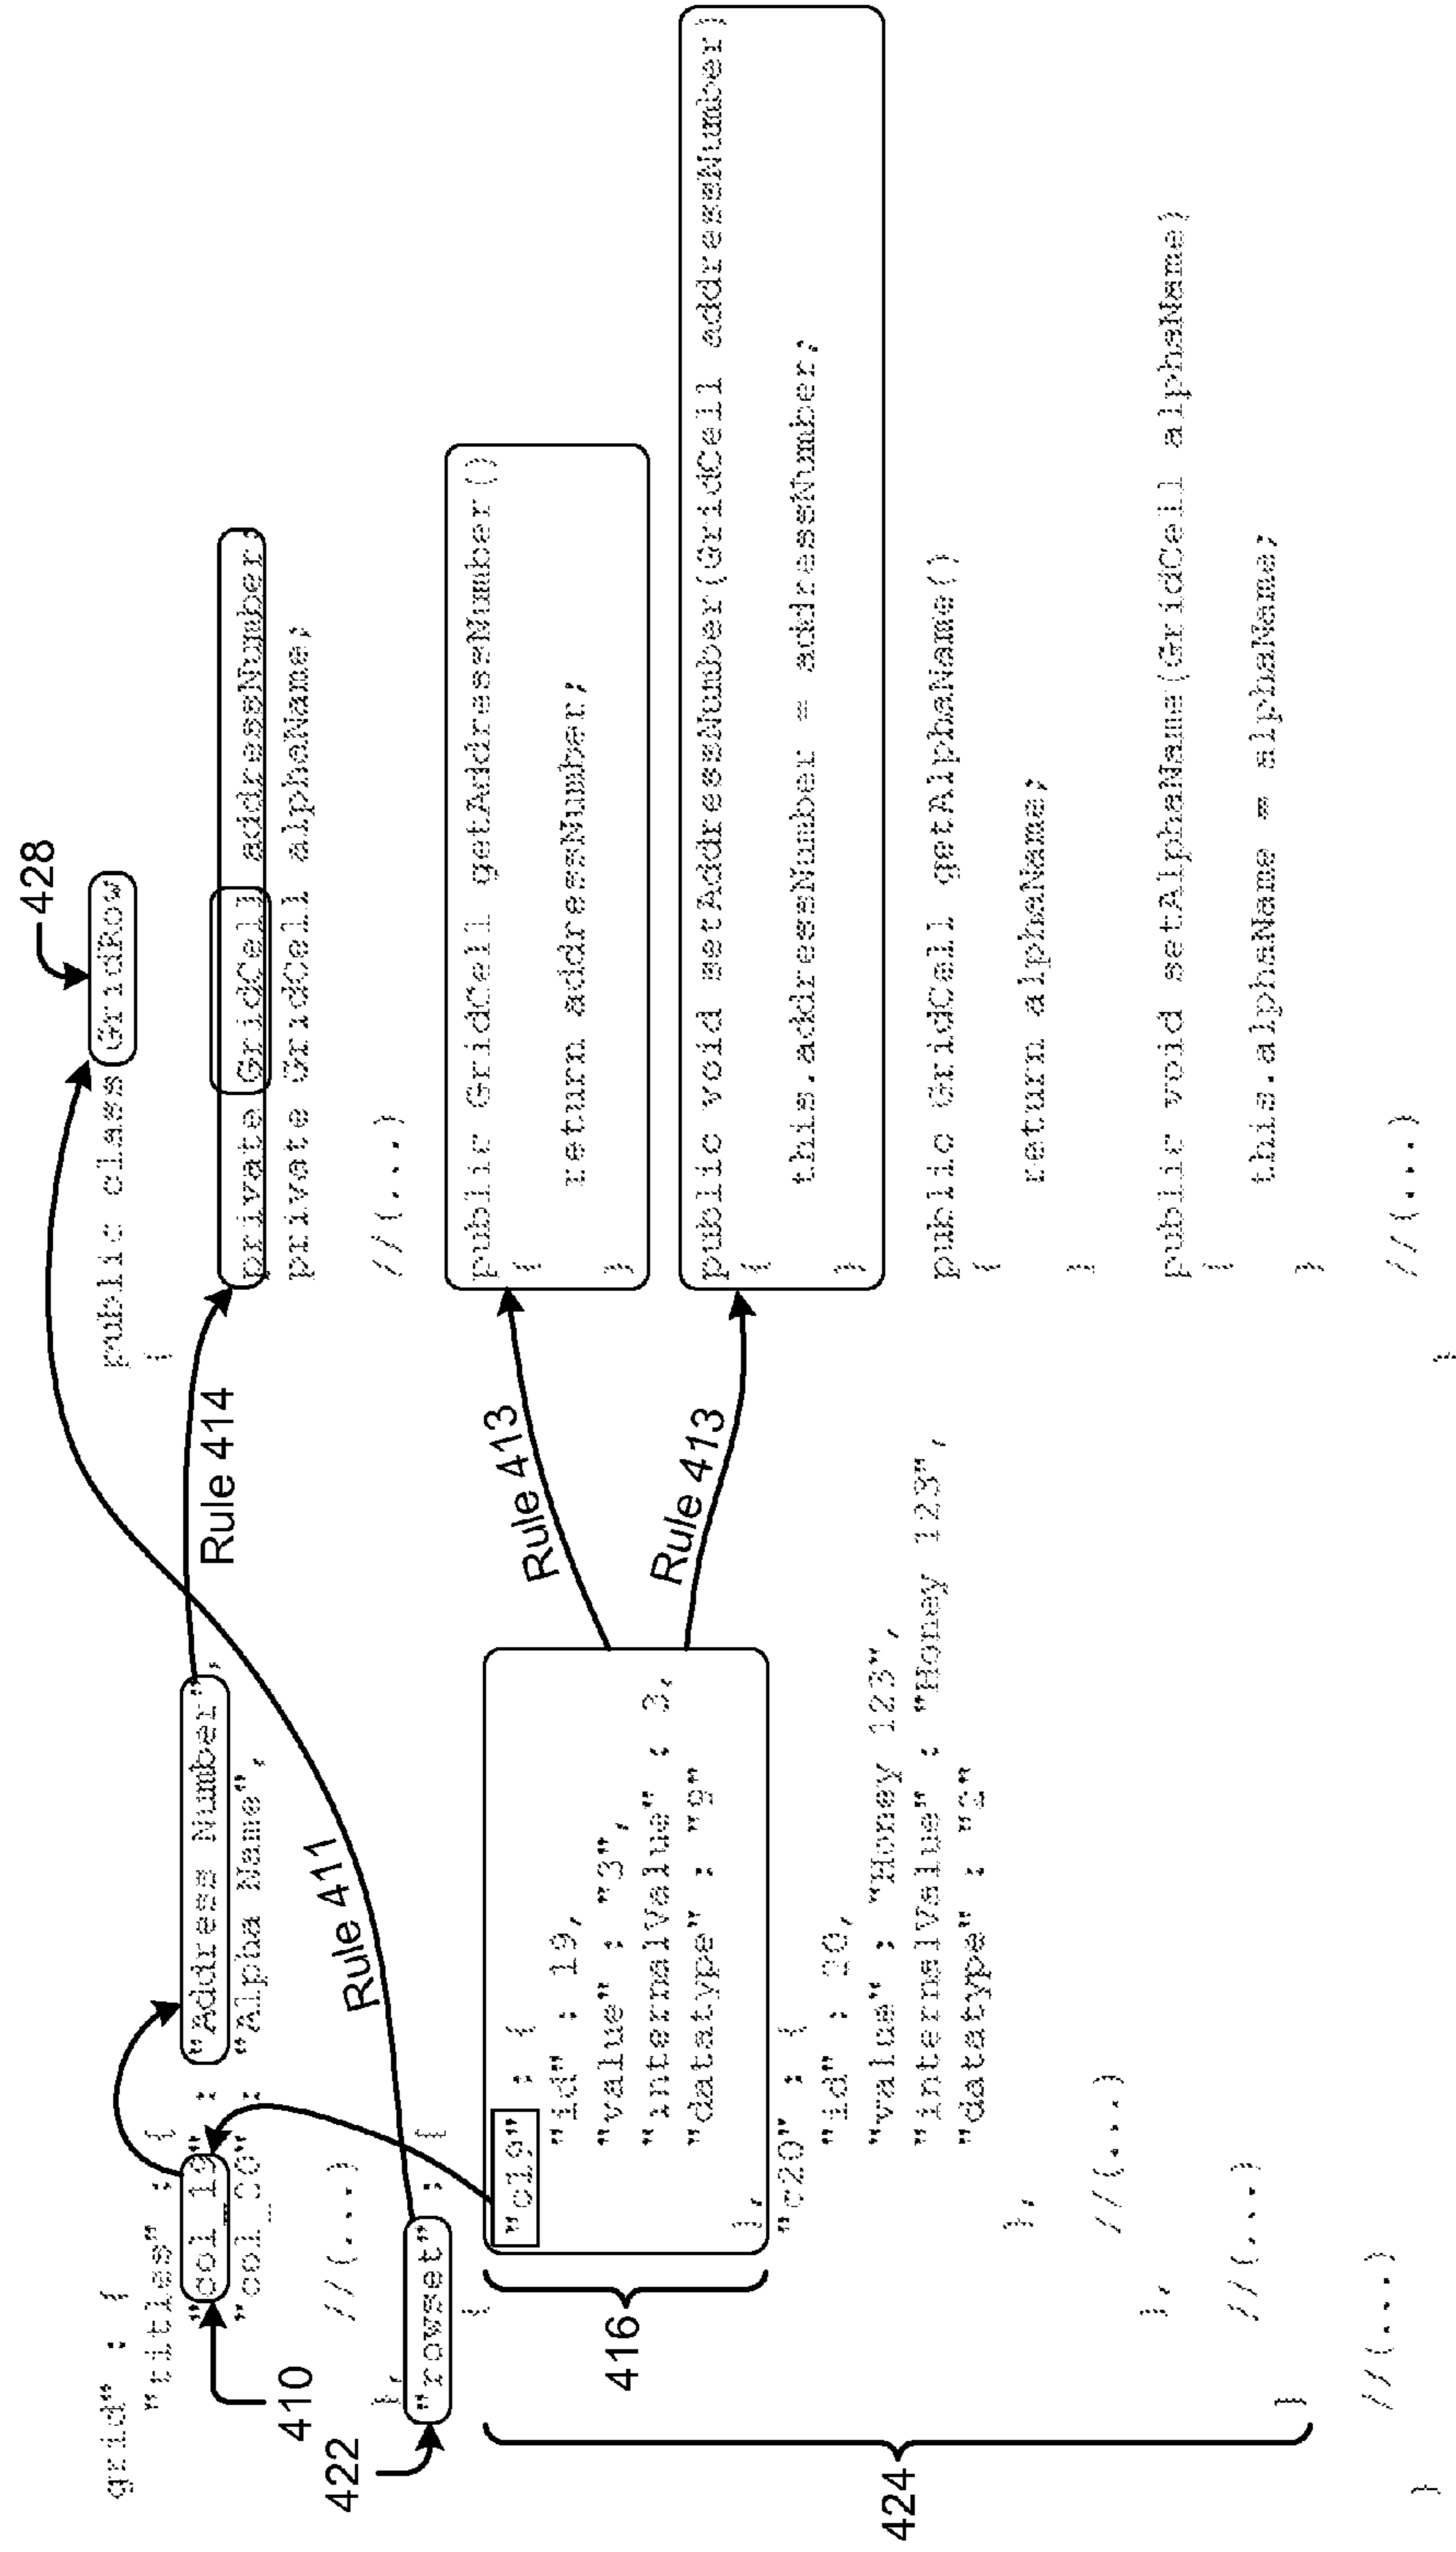 grid" : {
"titles" : {
"col_19" : "Address Number",
"col_20" : "Alpha Name",
//(...)
},
"rowset" : [
{
"c19" : {
"id" : 19,
"value" : "3",
"internalValue" : 3,
"datatype" : "9"
},
"c20" : {
"id" : 20,
"value" : "Honey 123",
"internalValue" : "Honey 123",
"datatype" : "2"
},
//(...)
},
//(...)
]
//(...)
}
410
422
416
424
Rule 411
Rule 414
Rule 413
Rule 413
428
public class GridRow
{
private GridCell addressNumber;
private GridCell alphaName;
//(...)
public GridCell getAddressNumber()
{
return addressNumber;
}
public void setAddressNumber(GridCell addressNumber)
{
this.addressNumber = addressNumber;
}
public GridCell getAlphaName()
{
return alphaName;
}
public void setAlphaName(GridCell alphaName)
{
this.alphaName = alphaName;
}
//(...)
}